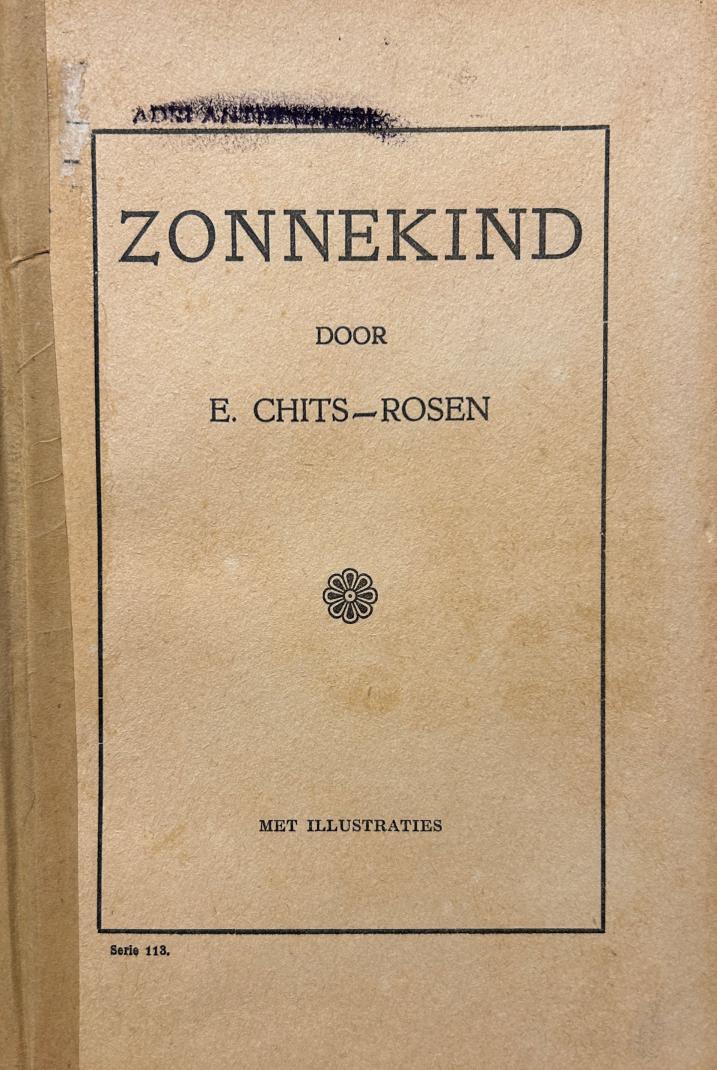 ZONNEKIND
DOOR
E. CHITS—ROSEN
MET ILLUSTRATIES
Serie 113.